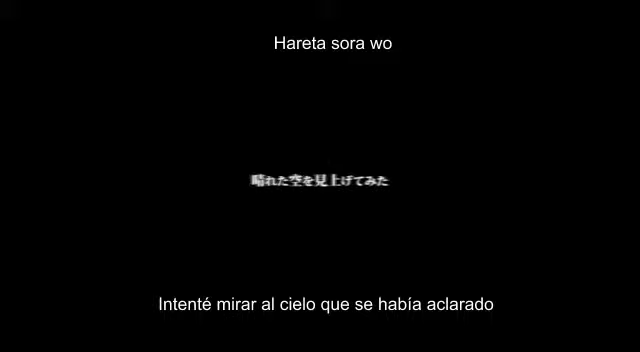 Hareta sora wo
晴れた空を見上げてみた
Intenté mirar al cielo que se había aclarado